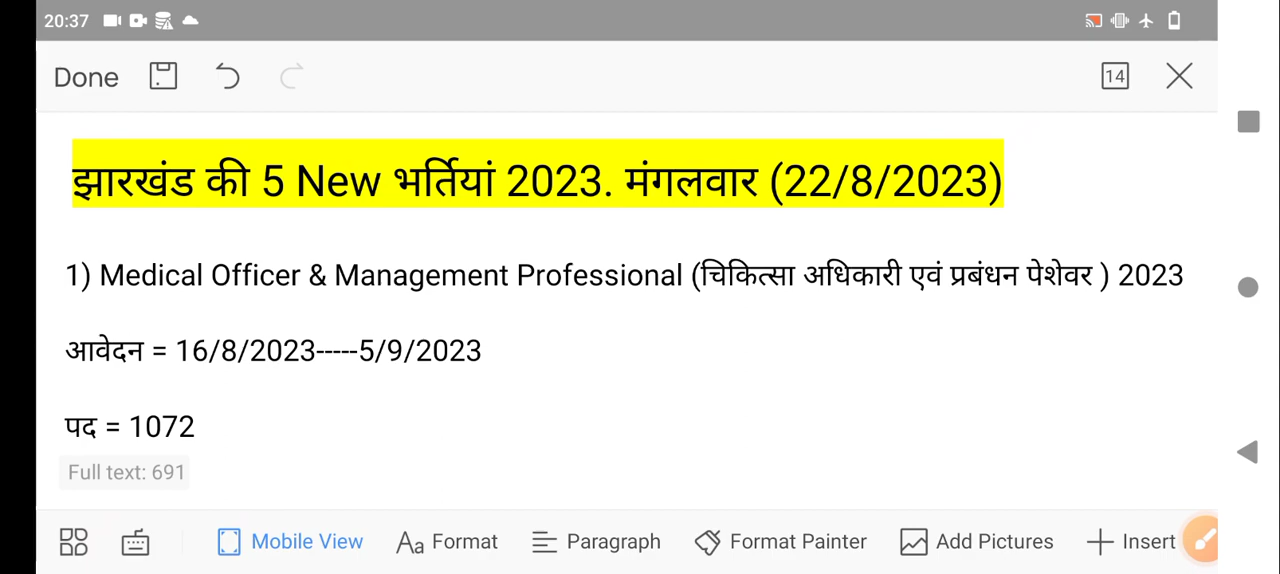 20:37
Done
14
झारखंड की 5 New भर्तियां 2023. मंगलवार (22/8/2023)
1) Medical Officer & Management Professional (चिकित्सा अधिकारी एवं प्रबंधन पेशेवर ) 2023
आवेदन = 16/8/2023-----5/9/2023
पद = 1072
Full text: 691
Mobile View
Aa Format
Paragraph
Format Painter
Add Pictures
Insert